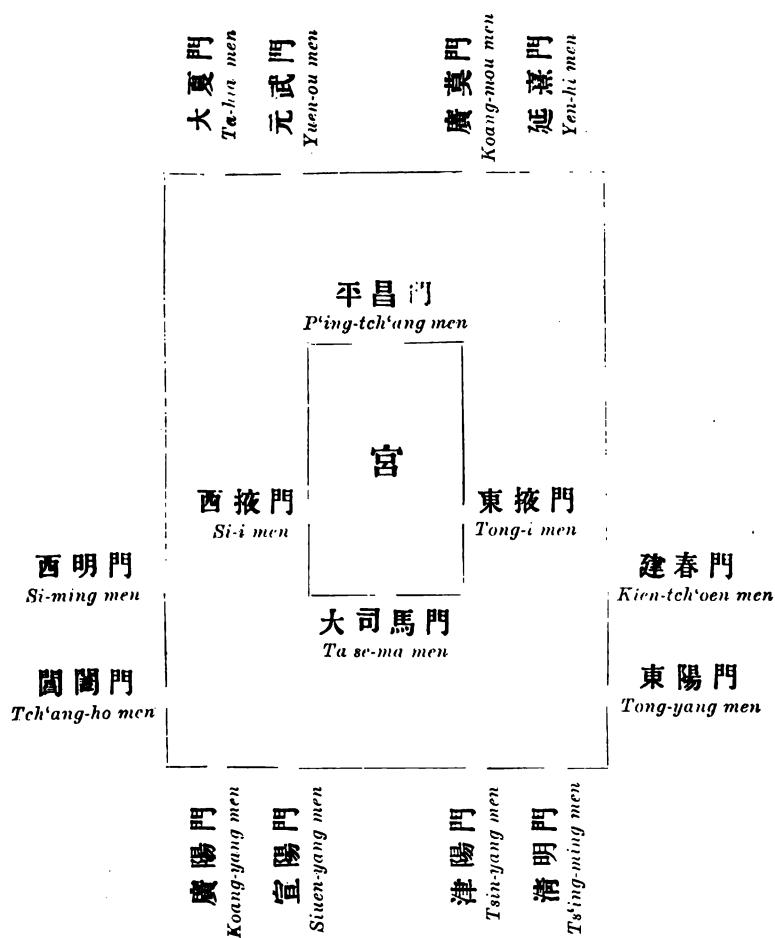 大夏門
Ta-hia men
元武門
Yuen-ou men
廣莫門
Koang-mou men
延熹門
Yen-hi men
平昌門
P‘ing-tch‘ang men
宮
西掖門
Si-i men
東掖門
Tong-i men
西明門
Si-ming men
建春門
Kien-tch‘oen men
大司馬門
Ta se-ma men
閶闔門
Tch‘ang-ho men
東陽門
Tong-yang men
廣陽門
Koang-yang men
宣陽門
Siuen-yang men
津陽門
Tsin-yang men
清明門
Ts‘ing-ming men